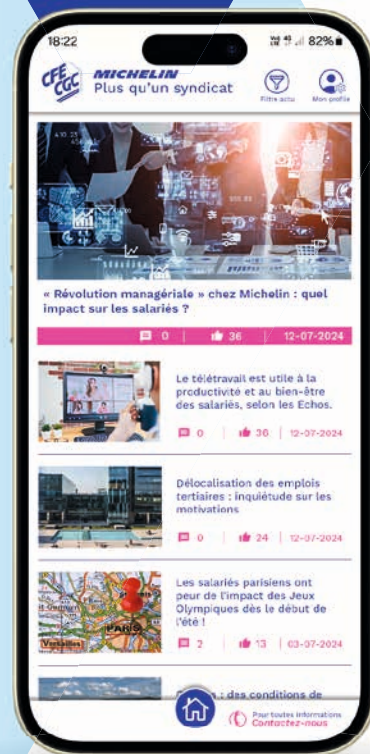 18:22
82%
CFE
CGC
MICHELIN
Plus qu'un syndicat
Filtre actu
Mon profile
« Révolution managériale » chez Michelin : quel
impact sur les salariés ?
0 | 36 | 12-07-2024
Le télétravail est utile à la
productivité et au bien-être
des salariés, selon les Echos.
0 | 36 | 12-07-2024
Délocalisation des emplois
tertiaires : inquiétude sur les
motivations
0 | 24 | 12-07-2024
Les salariés parisiens ont
peur de l'impact des Jeux
Olympiques dès le début de
l'été !
2 | 13 | 03-07-2024
PARIS
Versailles
: des conditions de
Pour toutes informations
Contactez-nous